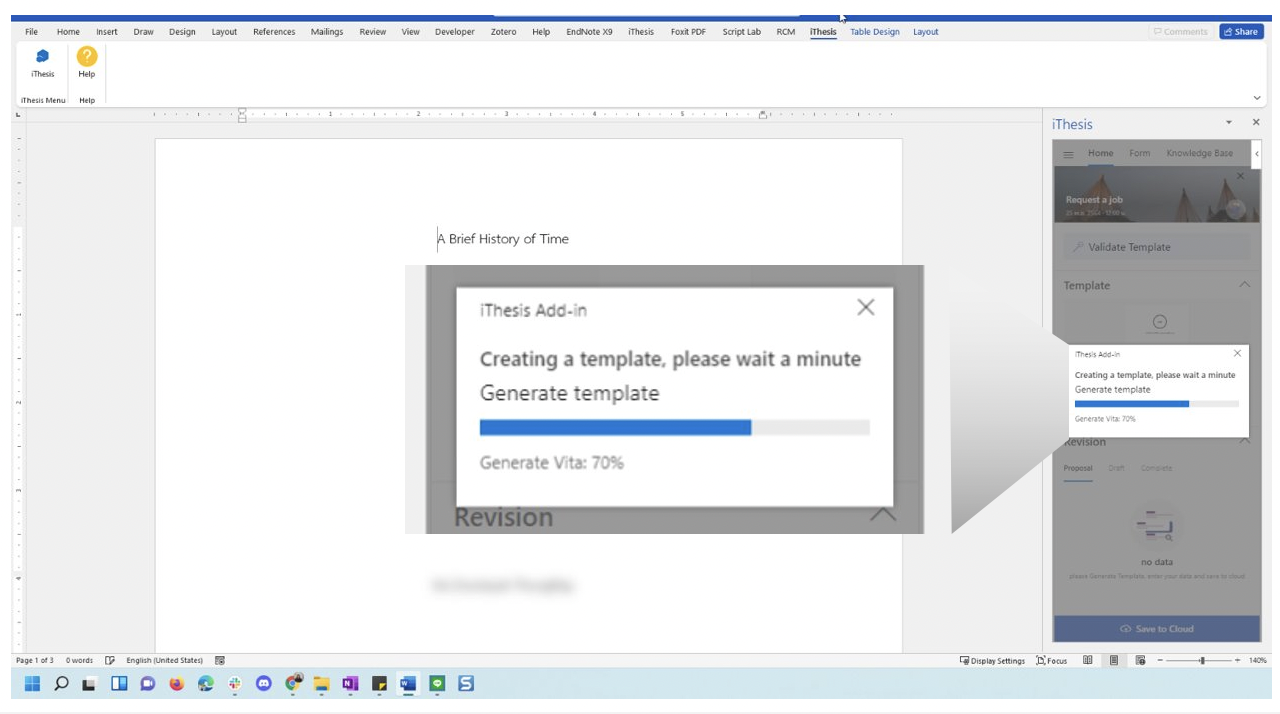 File Home Insert Draw Design Layout References Mailings Review View Developer Zotero Help EndNote X9 iThesis Foxit PDF Script Lab RCM iThesis Table Design Layout Comments Share
iThesis Help
iThesis Menu Help
1 2 3 4 5
iThesis
Home Form Knowledge Base
Request a job
Validate Template
Template
A Brief History of Time
iThesis Add-in
Creating a template, please wait a minute
Generate template
Generate Vita: 70%
Revision
iThesis Add-in
Creating a template, please wait a minute
Generate template
Generate Vita: 70%
Revision
Proposal Draft Complete
no data
please Generate Template, enter your data and save to cloud
Save to Cloud
Page 1 of 3 0 words English (United States) Display Settings Focus 140%